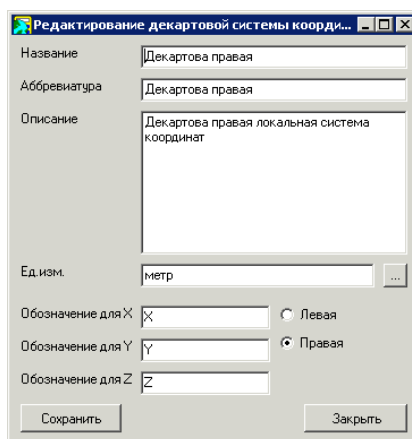 Редактирование декартовой системы коорди...
Название Декартова правая
Аббревиатура Декартова правая
Описание Декартова правая локальная система
координат
Ед.изм. метр ...
Обозначение для X X Левая
Обозначение для Y Y Правая
Обозначение для Z Z
Сохранить Закрыть